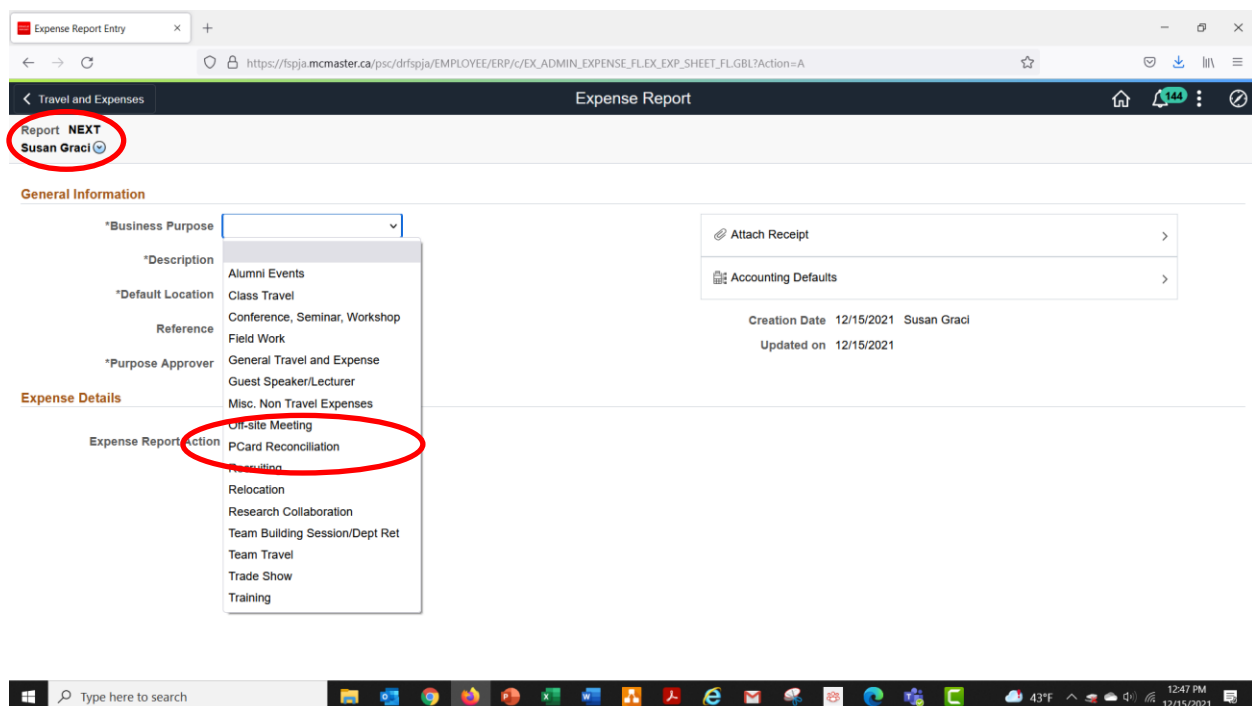 Expense Report Entry
https://fspja.mcmaster.ca/psc/drfspja/EMPLOYEE/ERP/c/EX_ADMIN_EXPENSE_FL.EX_EXP_SHEET_FL.GBL?Action=A
Travel and Expenses
Expense Report
144
Report NEXT
Susan Graci
General Information
*Business Purpose
*Description
*Default Location
Reference
*Purpose Approver
Alumni Events
Class Travel
Conference, Seminar, Workshop
Field Work
General Travel and Expense
Guest Speaker/Lecturer
Misc. Non Travel Expenses
Off-site Meeting
PCard Reconciliation
Recruiting
Relocation
Research Collaboration
Team Building Session/Dept Ret
Team Travel
Trade Show
Training
Attach Receipt
Accounting Defaults
Creation Date 12/15/2021 Susan Graci
Updated on 12/15/2021
Expense Details
Expense Report Action
Type here to search
43°F
12:47 PM
12/15/2021